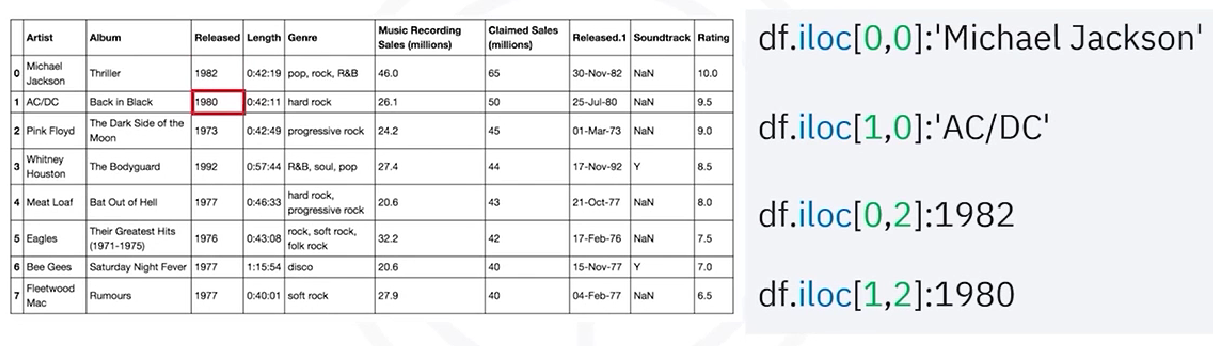 Artist Album Released Length Genre Music Recording Sales (millions) Claimed Sales (millions) Released.1 Soundtrack Rating
0 Michael Jackson Thriller 1982 0:42:19 pop, rock, R&B 46.0 65 30-Nov-82 NaN 10.0
1 AC/DC Back in Black 1980 0:42:11 hard rock 26.1 50 25-Jul-80 NaN 9.5
2 Pink Floyd The Dark Side of the Moon 1973 0:42:49 progressive rock 24.2 45 01-Mar-73 NaN 9.0
3 Whitney Houston The Bodyguard 1992 0:57:44 R&B, soul, pop 27.4 44 17-Nov-92 Y 8.5
4 Meat Loaf Bat Out of Hell 1977 0:46:33 hard rock, progressive rock 20.6 43 21-Oct-77 NaN 8.0
5 Eagles Their Greatest Hits (1971-1975) 1976 0:43:08 rock, soft rock, folk rock 32.2 42 17-Feb-76 NaN 7.5
6 Bee Gees Saturday Night Fever 1977 1:15:54 disco 20.6 40 15-Nov-77 Y 7.0
7 Fleetwood Mac Rumours 1977 0:40:01 soft rock 27.9 40 04-Feb-77 NaN 6.5
df.iloc[0,0]:'Michael Jackson'
df.iloc[1,0]:'AC/DC'
df.iloc[0,2]:1982
df.iloc[1,2]:1980